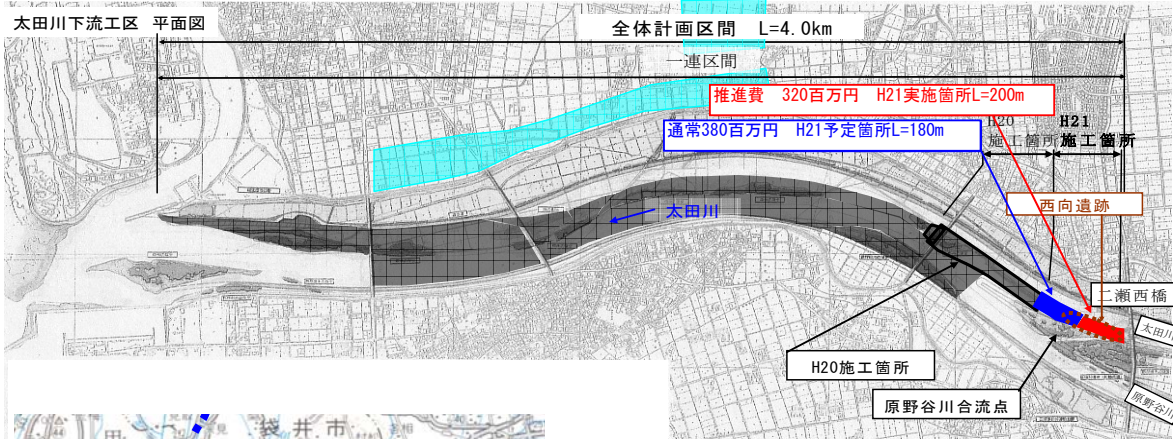 太田川下流工区 平面図
全体計画区間 L=4.0km
一連区間
推進費 320百万円 H21実施箇所L=200m
通常380百万円 H21予定箇所L=180m
H20
施工箇所
H21
施工箇所
西向遺跡
太田川
二瀬西橋
太田川
H20施工箇所
原野谷川合流点
原野谷川
袋井市